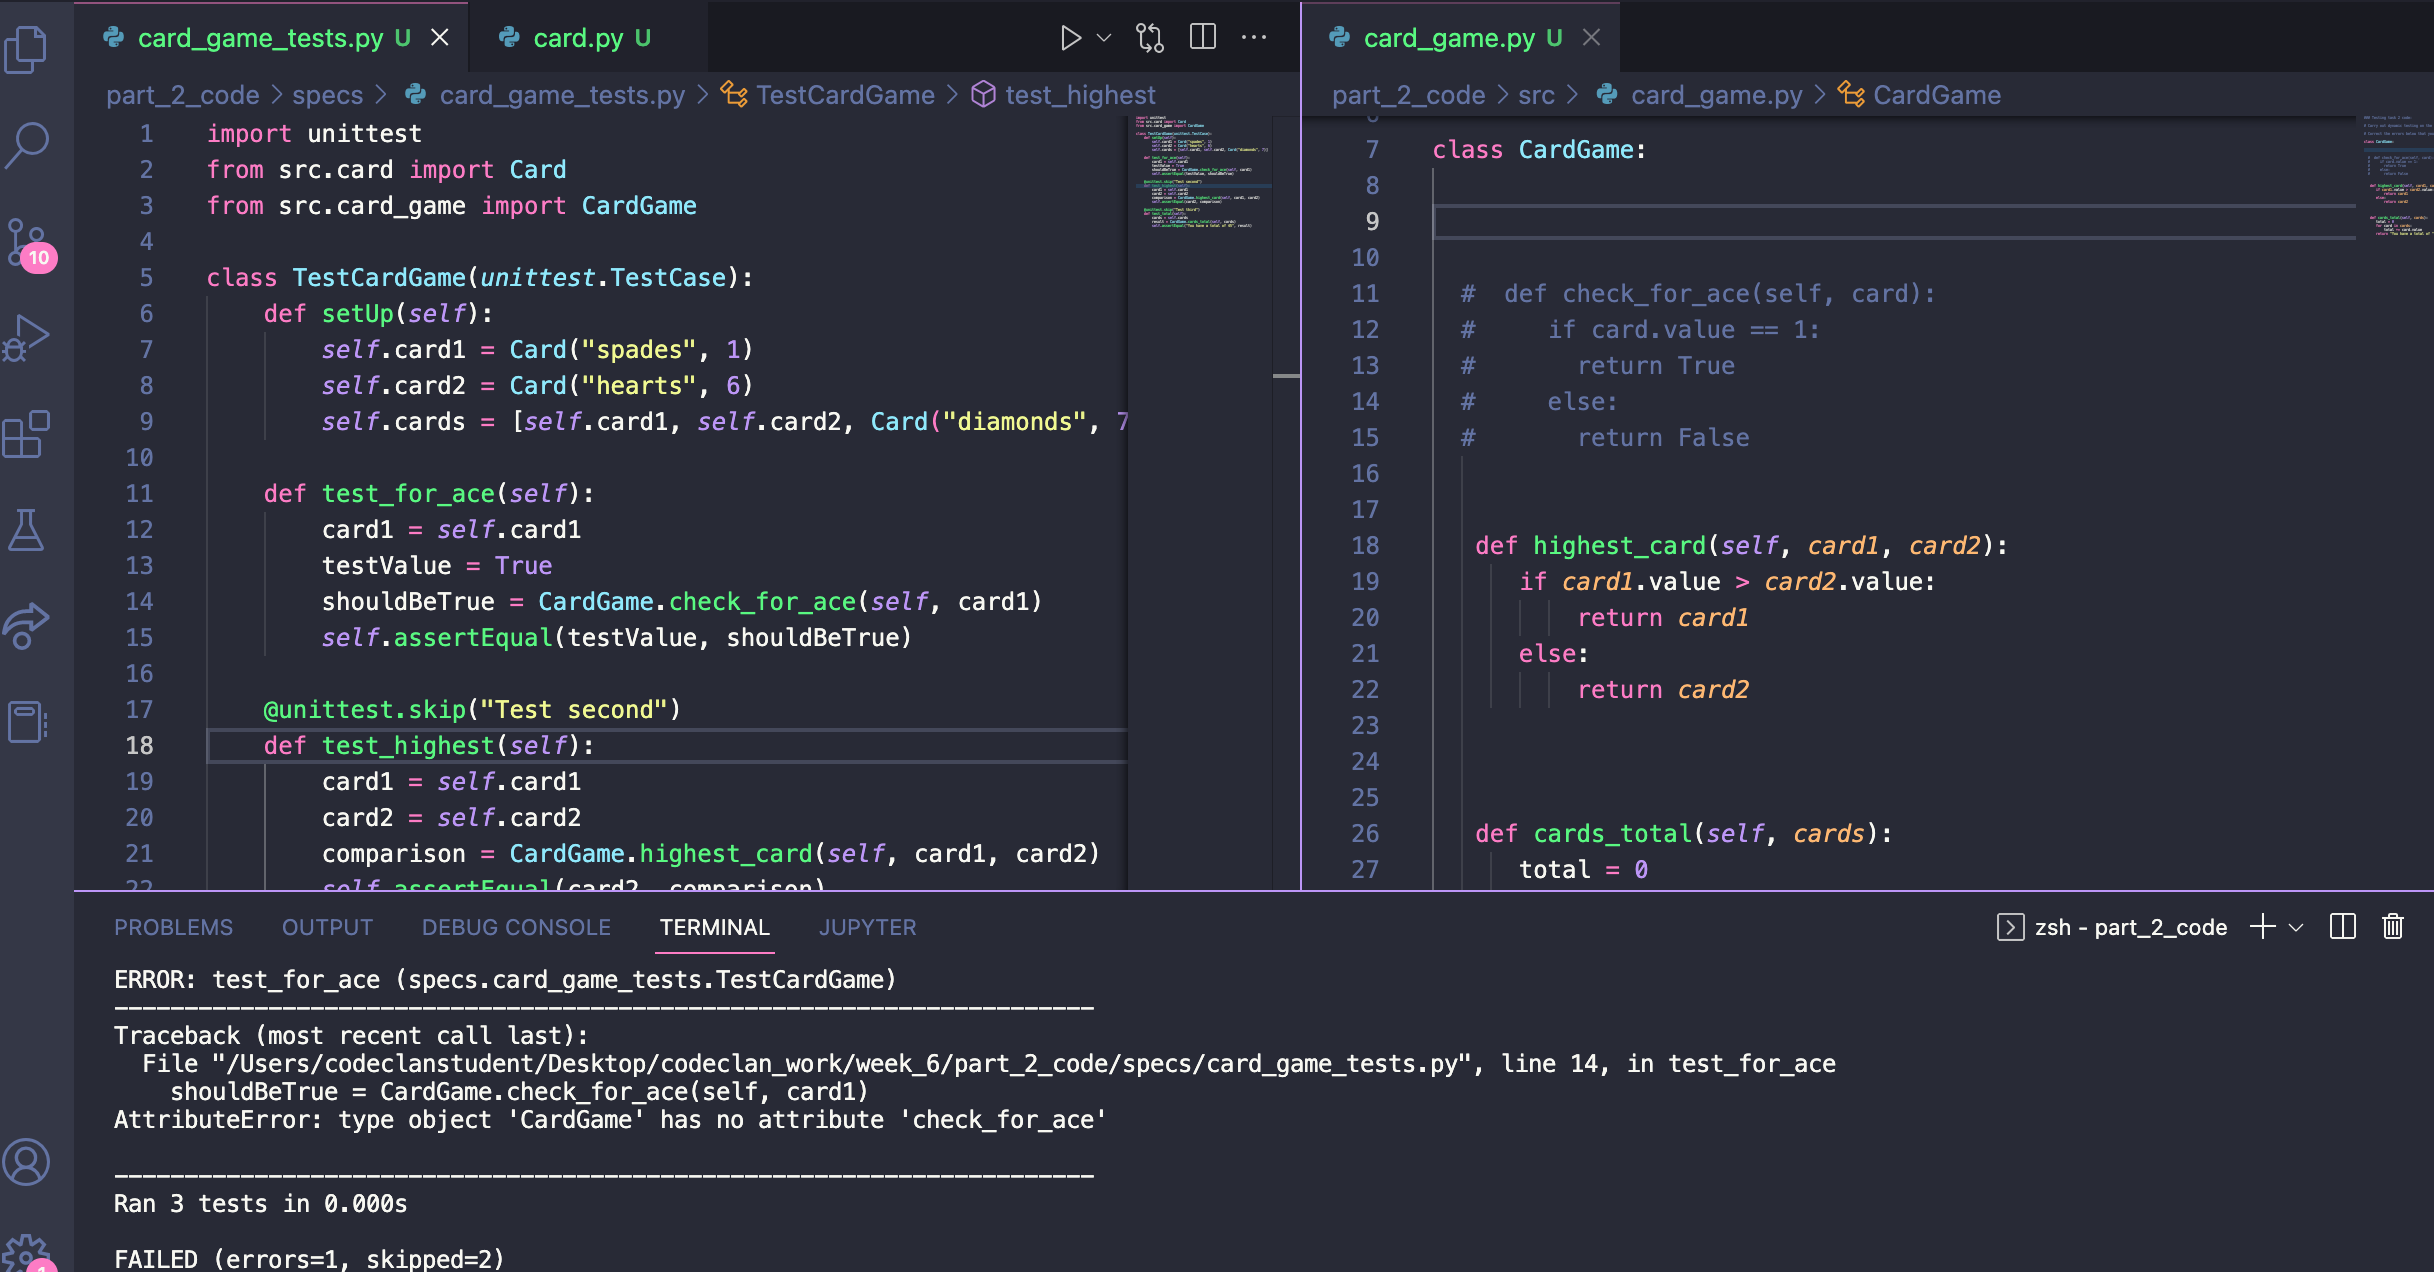 card_game_tests.py U
card.py U
card_game.py U
part_2_code > specs > card_game_tests.py > TestCardGame > test_highest
part_2_code > src > card_game.py > CardGame
1 import unittest
2 from src.card import Card
3 from src.card_game import CardGame
4
5 class TestCardGame(unittest.TestCase):
6 def setUp(self):
7 self.card1 = Card("spades", 1)
8 self.card2 = Card("hearts", 6)
9 self.cards = [self.card1, self.card2, Card("diamonds", 7
10
11 def test_for_ace(self):
12 card1 = self.card1
13 testValue = True
14 shouldBeTrue = CardGame.check_for_ace(self, card1)
15 self.assertEqual(testValue, shouldBeTrue)
16
17 @unittest.skip("Test second")
18 def test_highest(self):
19 card1 = self.card1
20 card2 = self.card2
21 comparison = CardGame.highest_card(self, card1, card2)
22 self.assertEqual(card2, comparison)
7 class CardGame:
8
9
10
11 # def check_for_ace(self, card):
12 # if card.value == 1:
13 # return True
14 # else:
15 # return False
16
17
18 def highest_card(self, card1, card2):
19 if card1.value > card2.value:
20 return card1
21 else:
22 return card2
23
24
25
26 def cards_total(self, cards):
27 total = 0
10
PROBLEMS OUTPUT DEBUG CONSOLE TERMINAL JUPYTER
zsh - part_2_code
ERROR: test_for_ace (specs.card_game_tests.TestCardGame)
----------------------------------------------------------------------
Traceback (most recent call last):
File "/Users/codeclanstudent/Desktop/codeclan_work/week_6/part_2_code/specs/card_game_tests.py", line 14, in test_for_ace
shouldBeTrue = CardGame.check_for_ace(self, card1)
AttributeError: type object 'CardGame' has no attribute 'check_for_ace'
----------------------------------------------------------------------
Ran 3 tests in 0.000s
FAILED (errors=1, skipped=2)